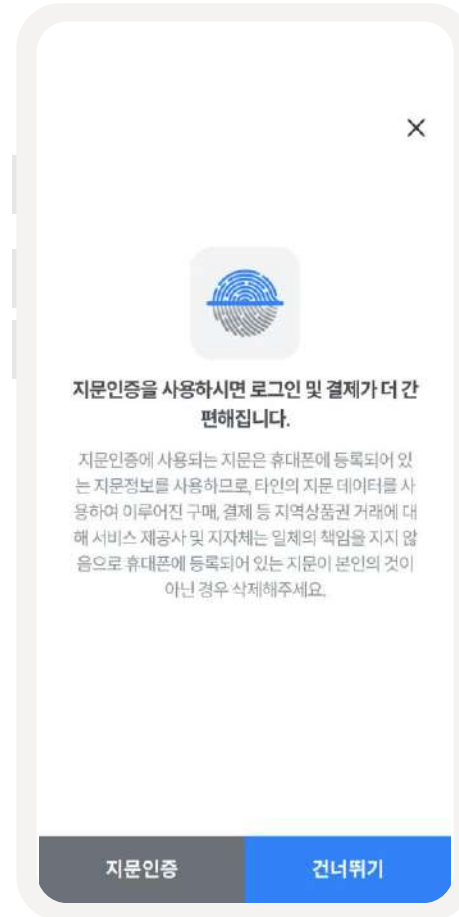 지문인증을 사용하시면 로그인 및 결제가 더 간
편해집니다.
지문인증에 사용되는 지문은 휴대폰에 등록되어 있
는 지문정보를 사용하므로, 타인의 지문 데이터를 사
용하여 이루어진 구매, 결제 등 지역상품권 거래에 대
해 서비스 제공사 및 지자체는 일체의 책임을 지지 않
음으로 휴대폰에 등록되어 있는 지문이 본인의 것이
아닌 경우 삭제해주세요.
지문인증
건너뛰기